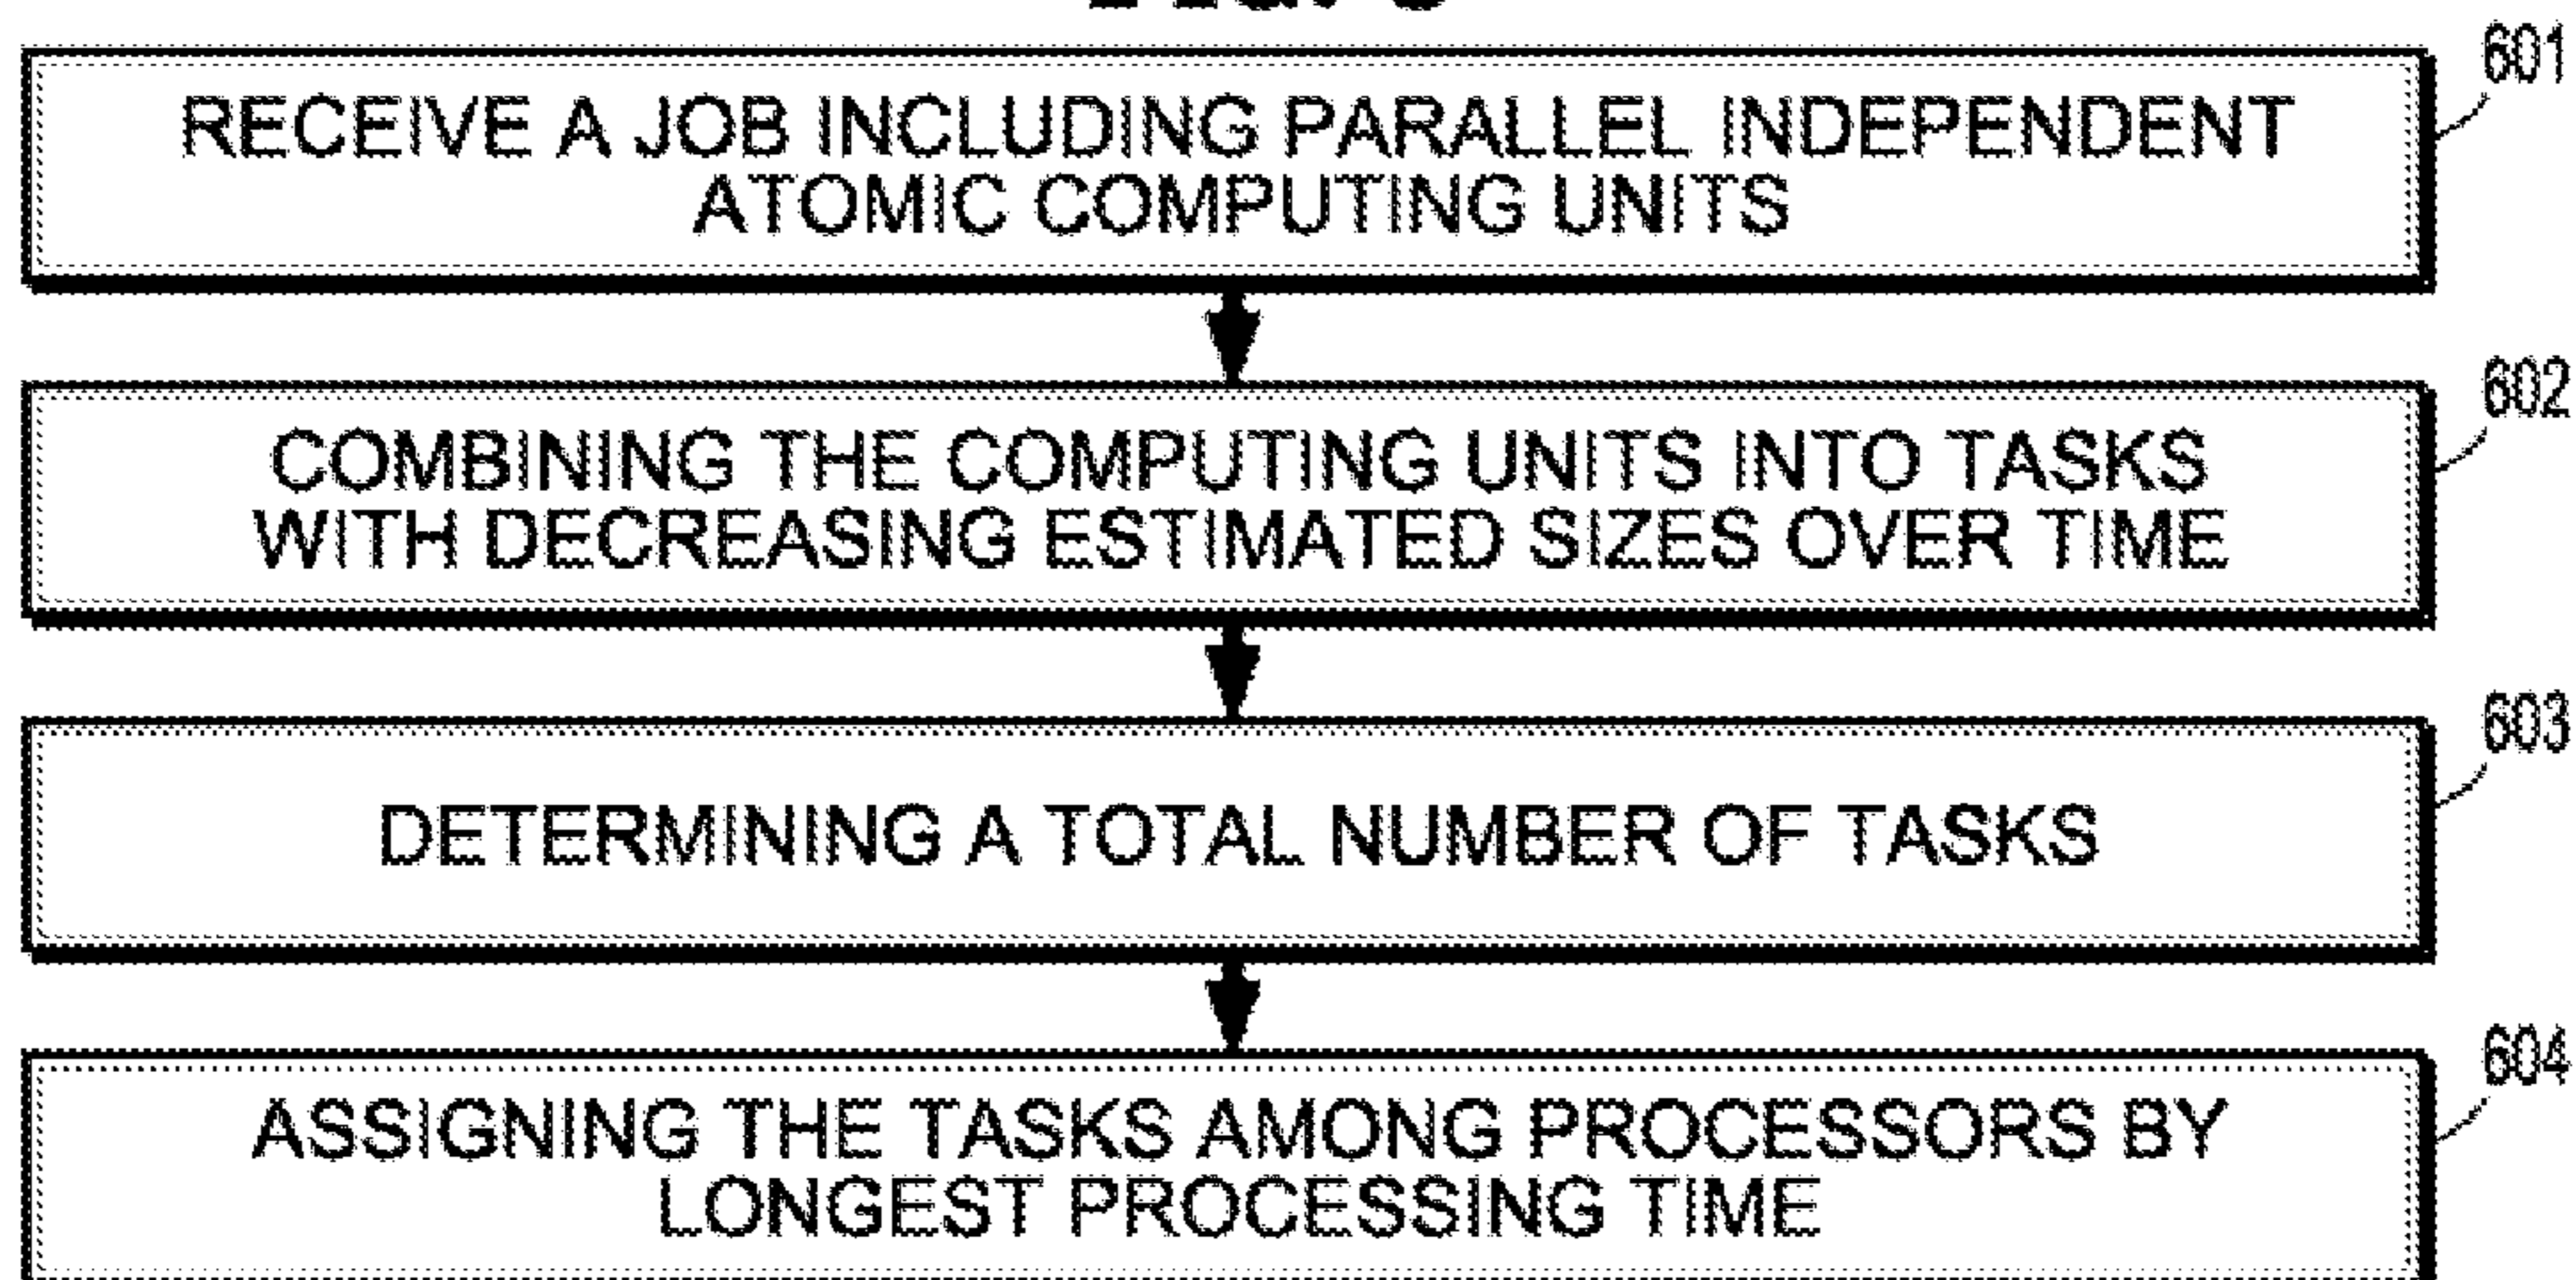 601
RECEIVE A JOB INCLUDING PARALLEL INDEPENDENT
ATOMIC COMPUTING UNITS
602
COMBINING THE COMPUTING UNITS INTO TASKS
WITH DECREASING ESTIMATED SIZES OVER TIME
603
DETERMINING A TOTAL NUMBER OF TASKS
604
ASSIGNING THE TASKS AMONG PROCESSORS BY
LONGEST PROCESSING TIME